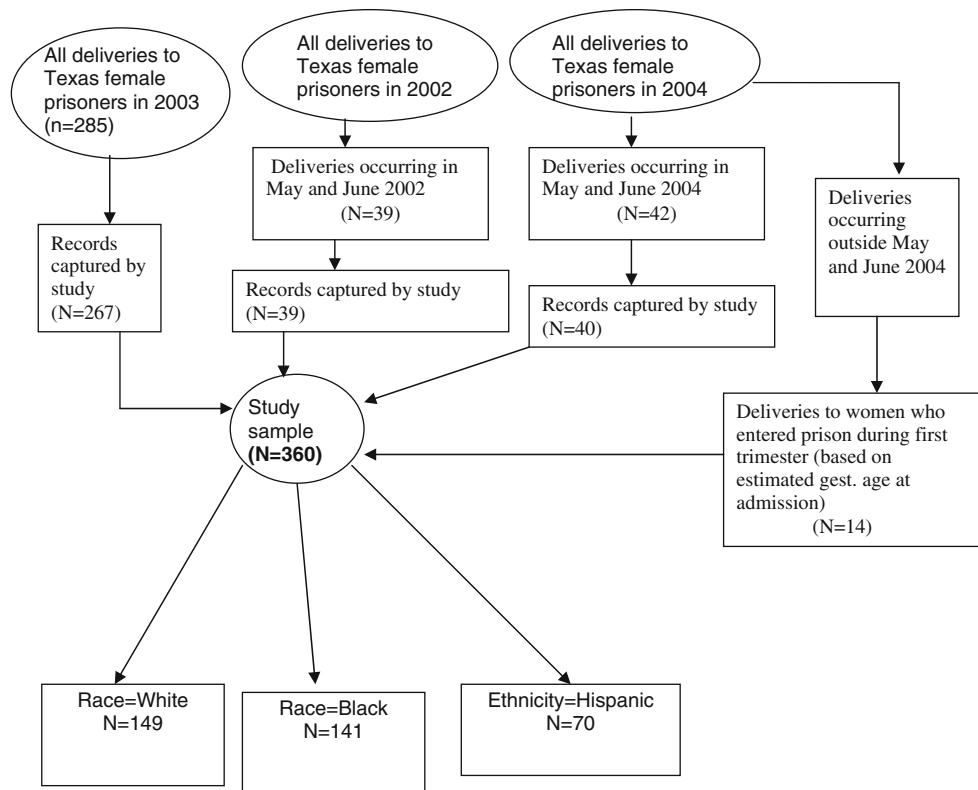 All deliveries to
Texas female
prisoners in 2003
(n=285)
All deliveries to
Texas female
prisoners in 2002
All deliveries to
Texas female
prisoners in 2004
Deliveries occurring in
May and June 2002
(N=39)
Deliveries occurring in
May and June 2004
(N=42)
Deliveries
occurring
outside May
and June 2004
Records
captured by
study
(N=267)
Records captured by study
(N=39)
Records captured by study
(N=40)
Study
sample
(N=360)
Deliveries to women who
entered prison during first
trimester (based on
estimated gest. age at
admission)
(N=14)
Race=White
N=149
Race=Black
N=141
Ethnicity=Hispanic
N=70